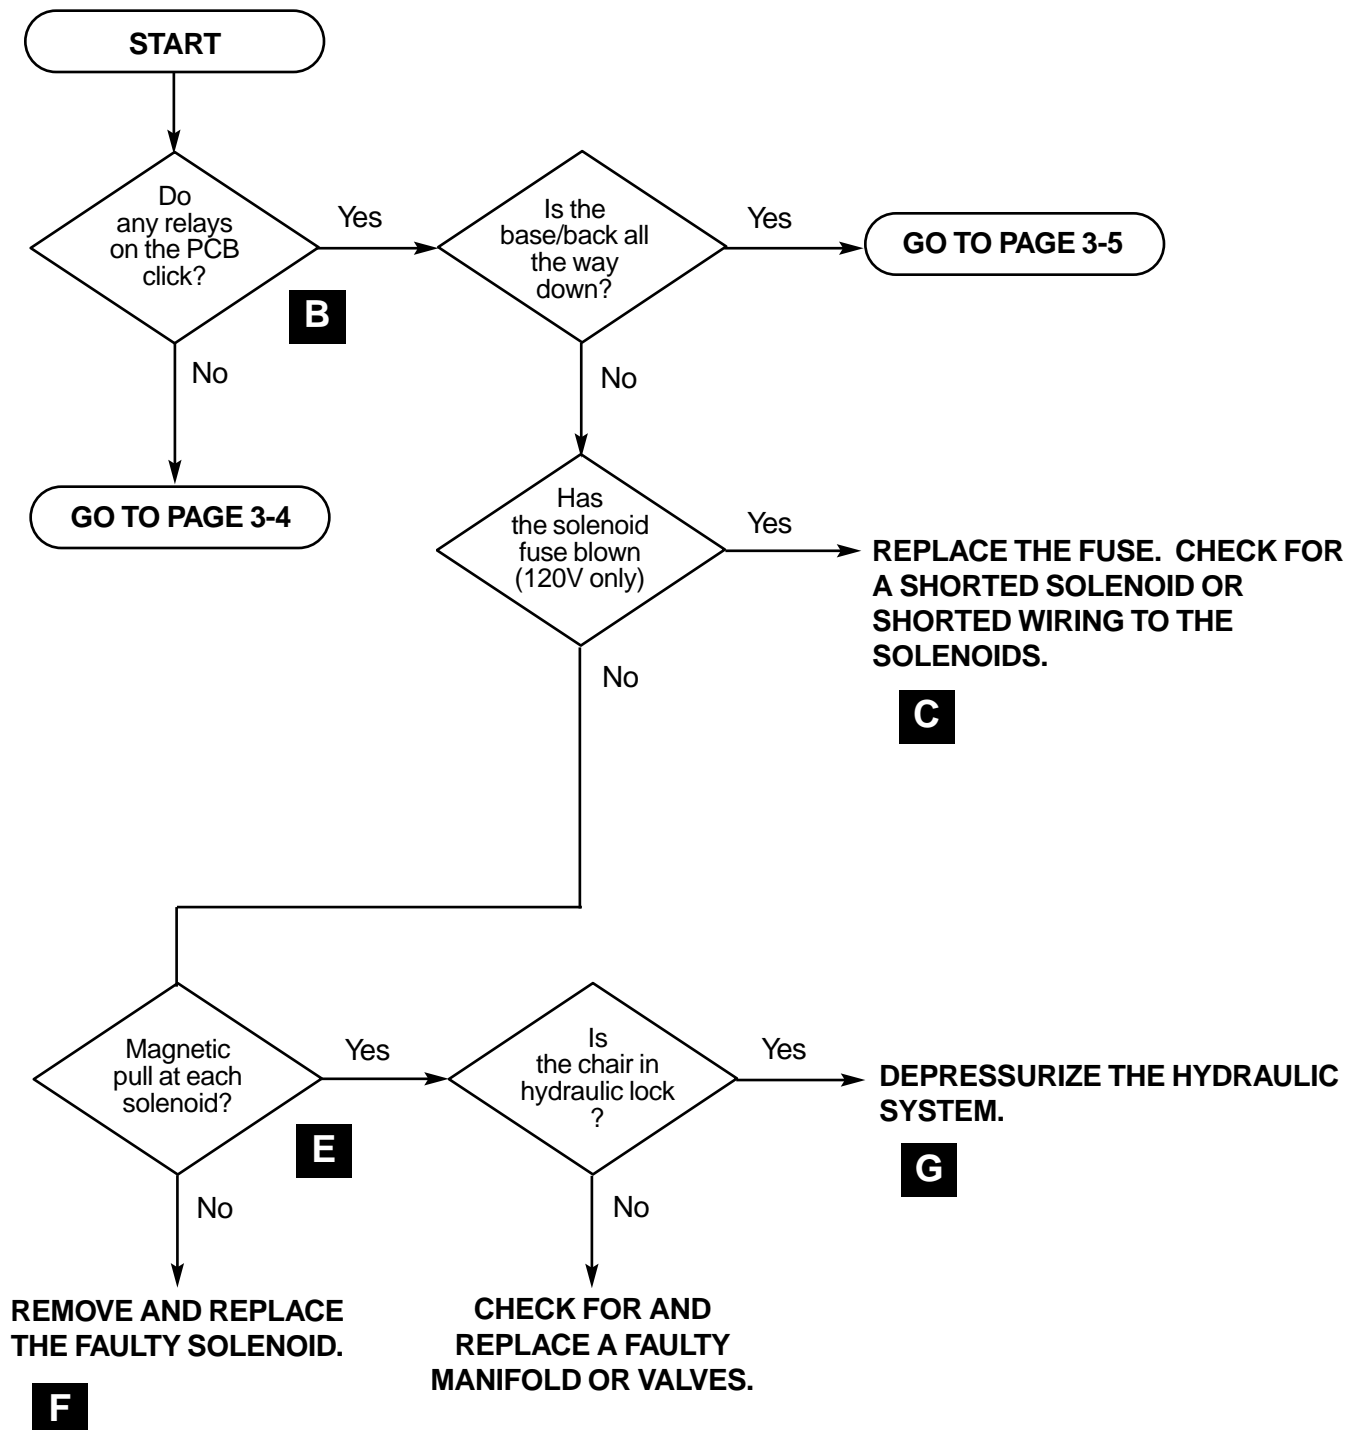 START
Do
any relays
on the PCB
click?
Yes
B
No
GO TO PAGE 3-4
Is the
base/back all
the way
down?
Yes
GO TO PAGE 3-5
No
Has
the solenoid
fuse blown
(120V only)
Yes
REPLACE THE FUSE.  CHECK FOR
A SHORTED SOLENOID OR
SHORTED WIRING TO THE
SOLENOIDS.
C
No
Magnetic
pull at each
solenoid?
Yes
E
No
REMOVE AND REPLACE
THE FAULTY SOLENOID.
F
Is
the chair in
hydraulic lock
?
Yes
DEPRESSURIZE THE HYDRAULIC
SYSTEM.
G
No
CHECK FOR AND
REPLACE A FAULTY
MANIFOLD OR VALVES.